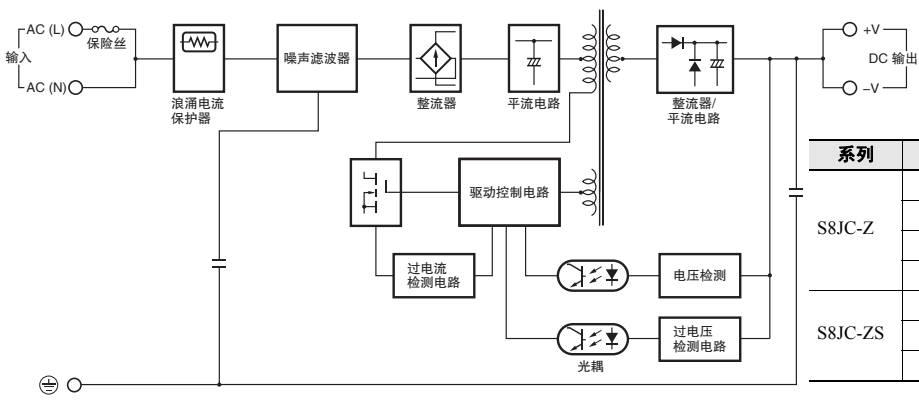 AC (L)
保险丝
输入
AC (N)
浪涌电流
保护器
噪声滤波器
整流器
平流电路
整流器/
平流电路
+V
DC 输出
–V
驱动控制电路
过电流
检测电路
电压检测
过电压
检测电路
光耦
系列
S8JC-Z
S8JC-ZS